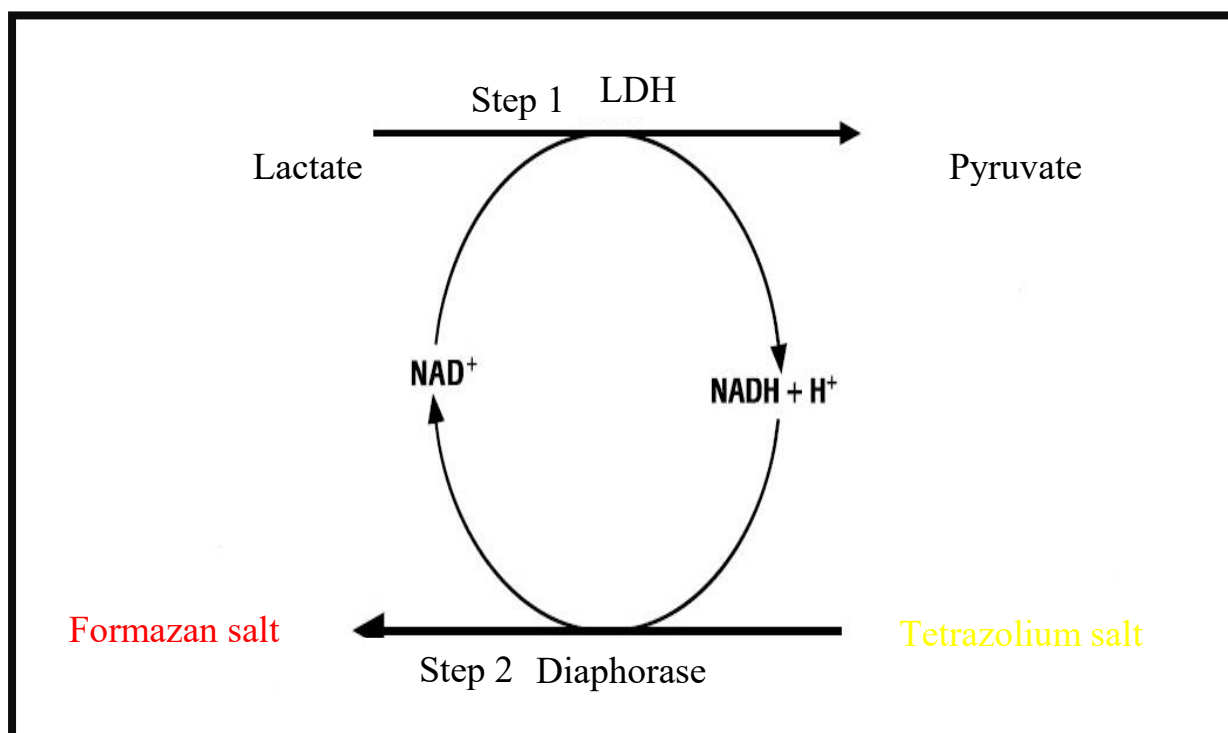 Step 1 LDH
Lactate
Pyruvate
NAD⁺
NADH + H⁺
Formazan salt
Tetrazolium salt
Step 2 Diaphorase